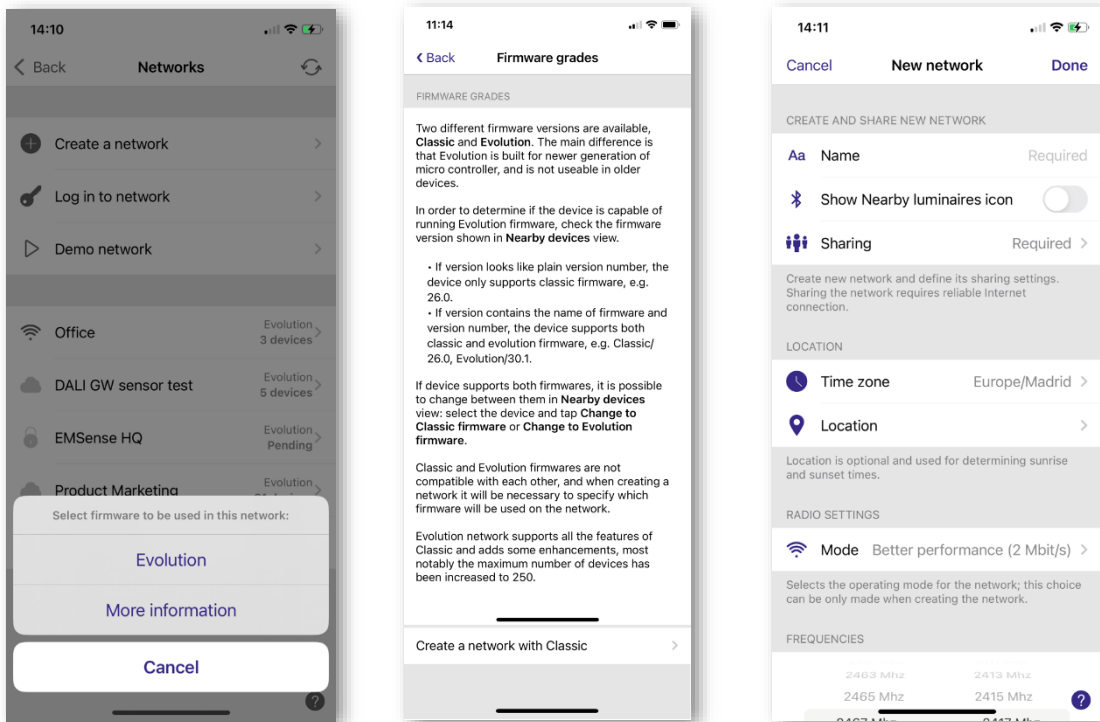 14:10
Back
Networks
Create a network
Log in to network
Demo network
Office
Evolution
3 devices
DALI GW sensor test
Evolution
5 devices
EMSense HQ
Evolution
Pending
Product Marketing
Evolution
Select firmware to be used in this network:
Evolution
More information
Cancel
?
11:14
Back
Firmware grades
FIRMWARE GRADES
Two different firmware versions are available,
Classic and Evolution. The main difference is
that Evolution is built for newer generation of
micro controller, and is not useable in older
devices.
In order to determine if the device is capable of
running Evolution firmware, check the firmware
version shown in Nearby devices view.
• If version looks like plain version number, the
device only supports classic firmware, e.g.
26.0.
• If version contains the name of firmware and
version number, the device supports both
classic and evolution firmware, e.g. Classic/
26.0, Evolution/30.1.
If device supports both firmwares, it is possible
to change between them in Nearby devices
view: select the device and tap Change to
Classic firmware or Change to Evolution
firmware.
Classic and Evolution firmwares are not
compatible with each other, and when creating a
network it will be necessary to specify which
firmware will be used on the network.
Evolution network supports all the features of
Classic and adds some enhancements, most
notably the maximum number of devices has
been increased to 250.
Create a network with Classic
14:11
Cancel
New network
Done
CREATE AND SHARE NEW NETWORK
Aa Name
Required
Show Nearby luminaires icon
Sharing
Required
Create new network and define its sharing settings.
Sharing the network requires reliable Internet
connection.
LOCATION
Time zone
Europe/Madrid
Location
Location is optional and used for determining sunrise
and sunset times.
RADIO SETTINGS
Mode Better performance (2 Mbit/s)
Selects the operating mode for the network; this choice
can be only made when creating the network.
FREQUENCIES
2463 Mhz 2413 Mhz
2465 Mhz 2415 Mhz
?